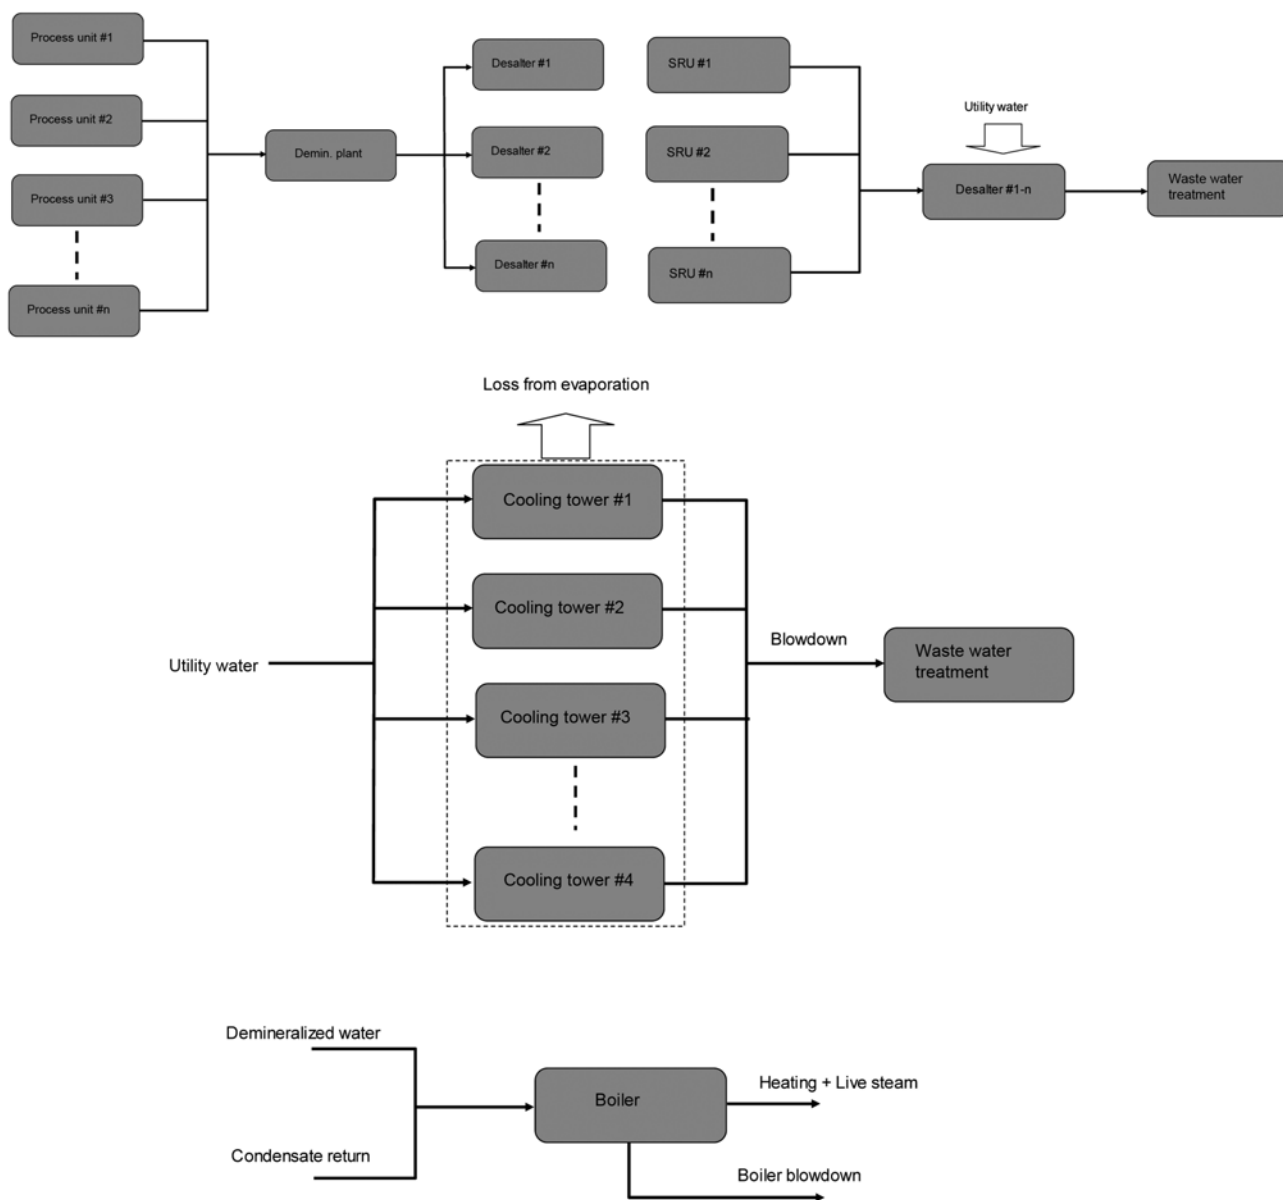 Process unit #1
Process unit #2
Process unit #3
Process unit #n
Demin. plant
Desalter #1
Desalter #2
Desalter #n
SRU #1
SRU #2
SRU #n
Utility water
Desalter #1-n
Waste water
treatment
Loss from evaporation
Utility water
Cooling tower #1
Cooling tower #2
Cooling tower #3
Cooling tower #4
Blowdown
Waste water
treatment
Demineralized water
Condensate return
Boiler
Heating + Live steam
Boiler blowdown